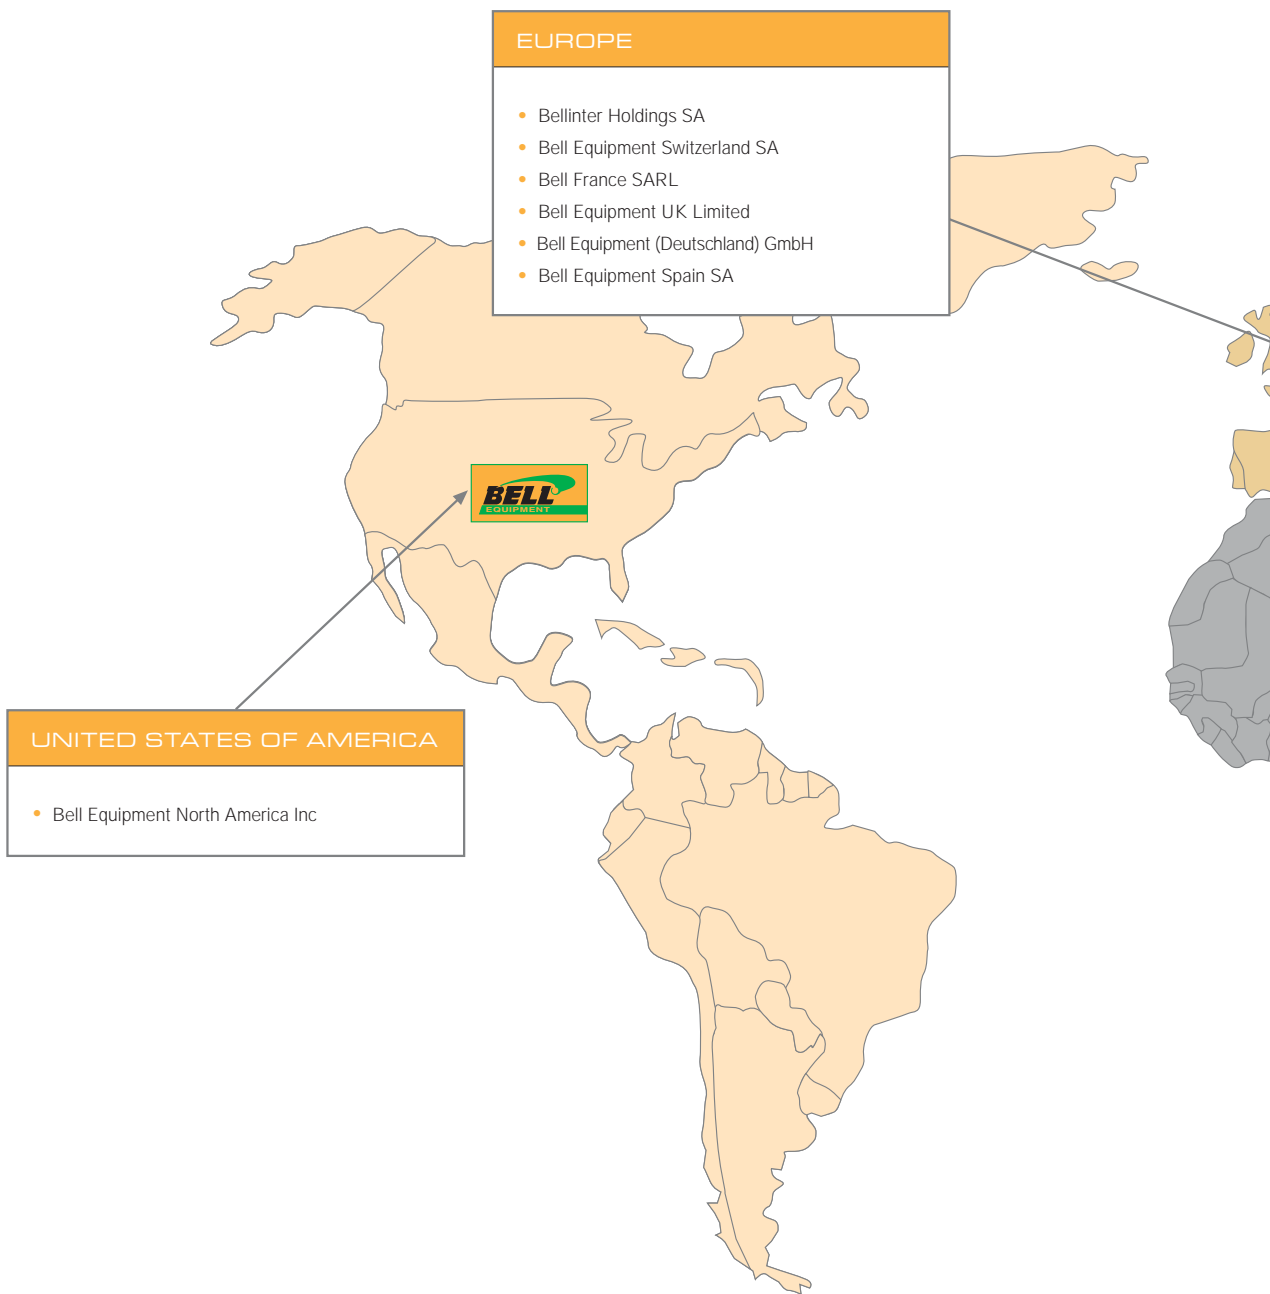 EUROPE
• Bellinter Holdings SA
• Bell Equipment Switzerland SA
• Bell France SARL
• Bell Equipment UK Limited
• Bell Equipment (Deutschland) GmbH
• Bell Equipment Spain SA
BELL
EQUIPMENT
UNITED STATES OF AMERICA
• Bell Equipment North America Inc